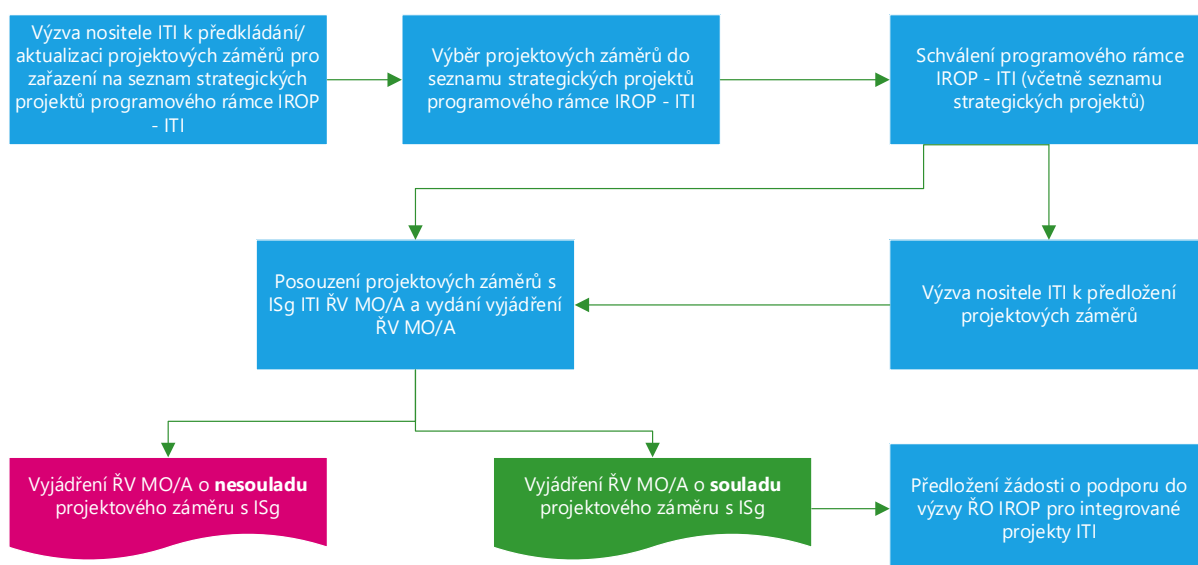 Výzva nositele ITI k předkládání/
aktualizaci projektových záměrů pro
zařazení na seznam strategických
projektů programového rámce IROP
- ITI
Výběr projektových záměrů do
seznamu strategických projektů
programového rámce IROP - ITI
Schválení programového rámce
IROP - ITI (včetně seznamu
strategických projektů)
Posouzení projektových záměrů s
ISg ITI ŘV MO/A a vydání vyjádření
ŘV MO/A
Výzva nositele ITI k předložení
projektových záměrů
Vyjádření ŘV MO/A o nesouladu
projektového záměru s ISg
Vyjádření ŘV MO/A o souladu
projektového záměru s ISg
Předložení žádosti o podporu do
výzvy ŘO IROP pro integrované
projekty ITI